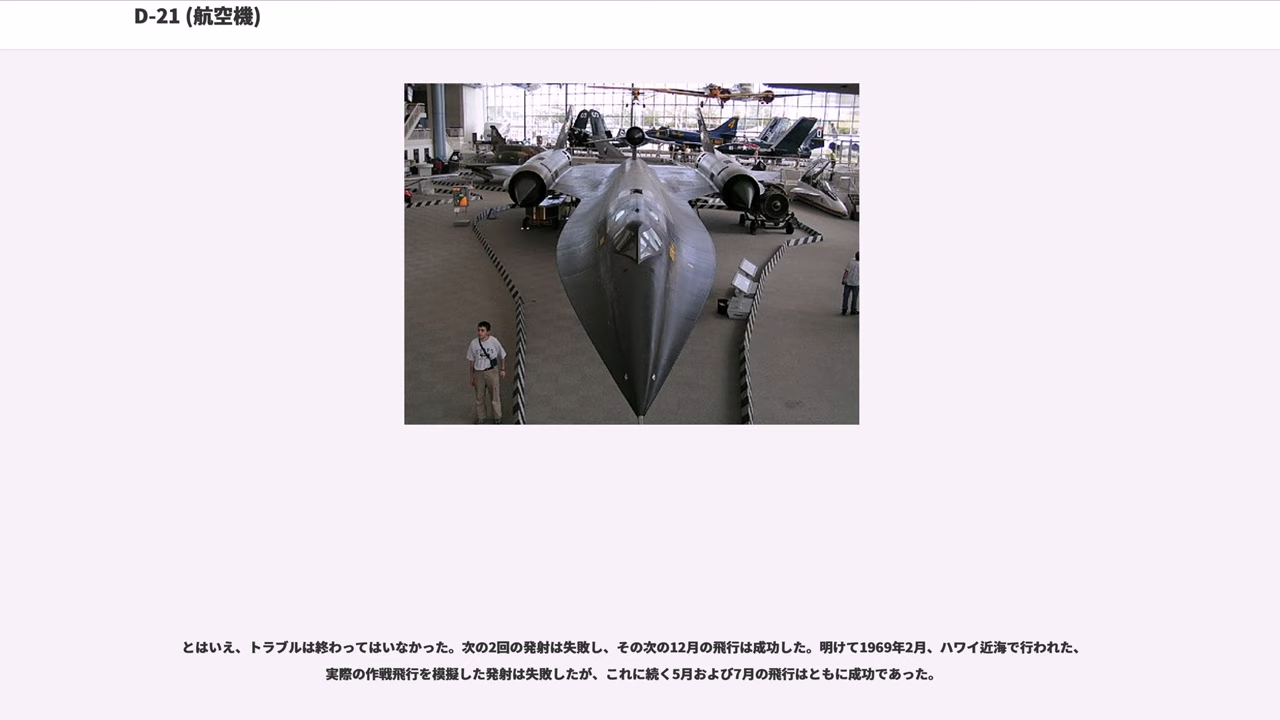 D-21 (航空機)
とはいえ、トラブルは終わってはいなかった。次の2回の発射は失敗し、その次の12月の飛行は成功した。明けて1969年2月、ハワイ近海で行われた、
実際の作戦飛行を模擬した発射は失敗したが、これに続く5月および7月の飛行はともに成功であった。